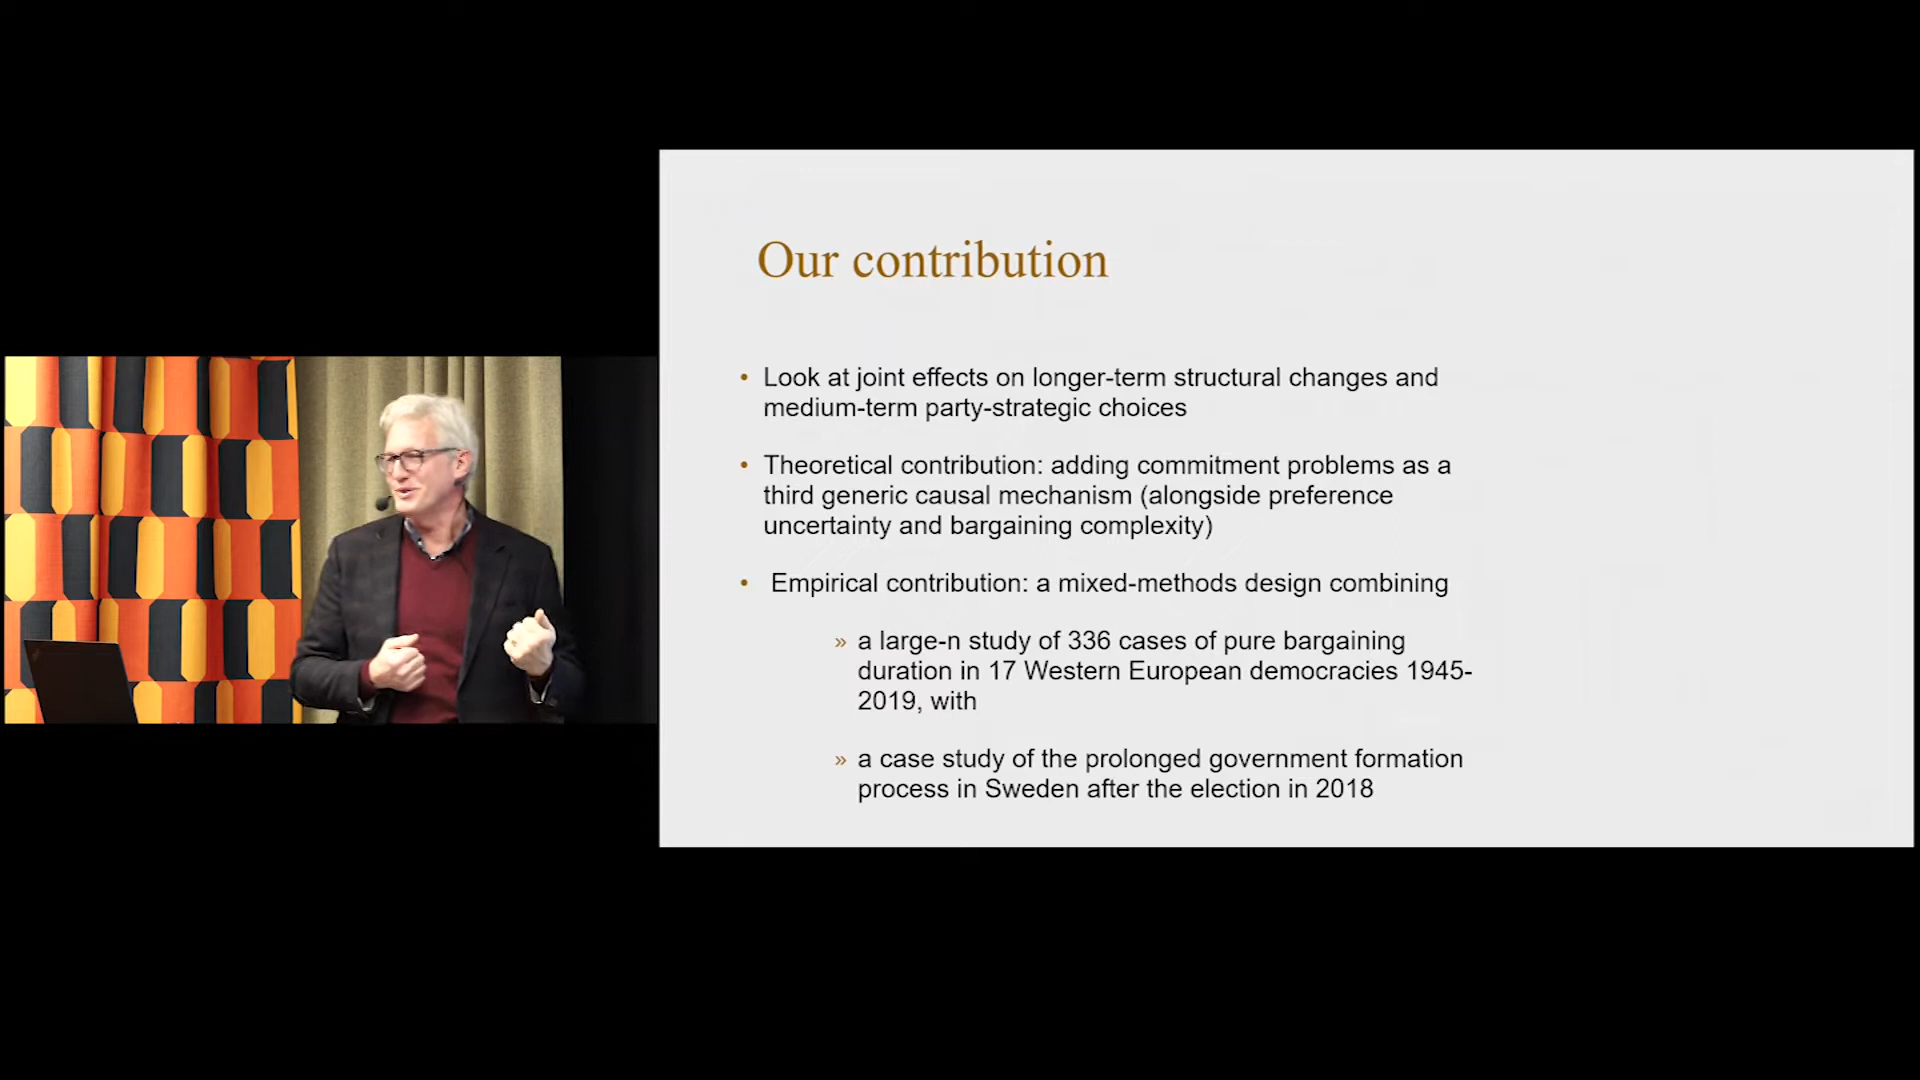 Our contribution
• Look at joint effects on longer-term structural changes and
medium-term party-strategic choices
• Theoretical contribution: adding commitment problems as a
third generic causal mechanism (alongside preference
uncertainty and bargaining complexity)
• Empirical contribution: a mixed-methods design combining
» a large-n study of 336 cases of pure bargaining
duration in 17 Western European democracies 1945-
2019, with
» a case study of the prolonged government formation
process in Sweden after the election in 2018